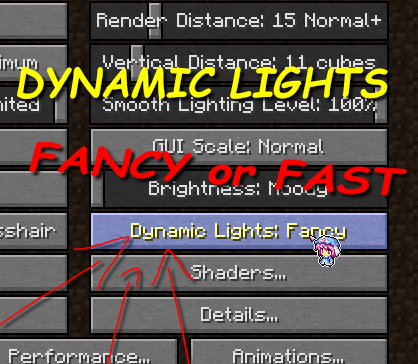 Render Distance: 15 Normal+
Vertical Distance: 11 cubes
DYNAMIC LIGHTS
Smooth Lighting Level: 100%
GUI Scale: Normal
FANCY or FAST
Brightness: Moody
sshair
Dynamic Lights: Fancy
Shaders...
Details...
Performance...
Animations...